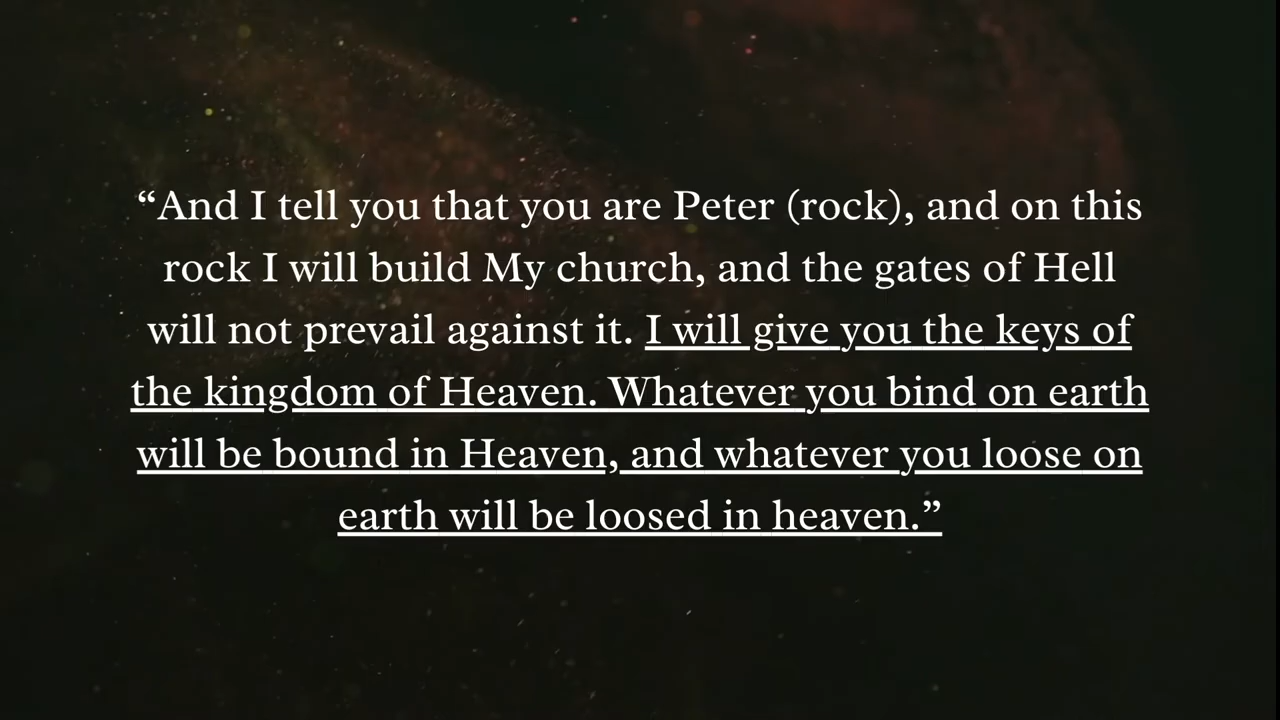 “And I tell you that you are Peter (rock), and on this
rock I will build My church, and the gates of Hell
will not prevail against it. I will give you the keys of
the kingdom of Heaven. Whatever you bind on earth
will be bound in Heaven, and whatever you loose on
earth will be loosed in heaven.”